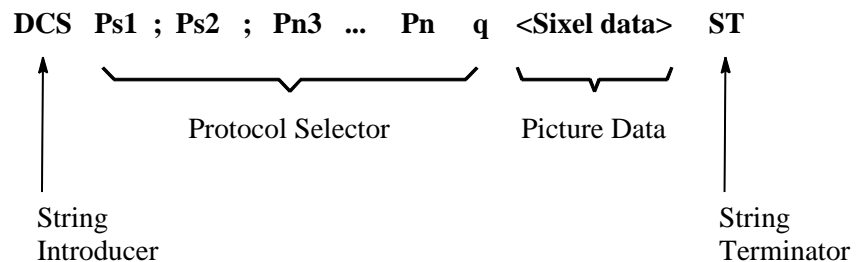 DCS Ps1 ; Ps2 ; Pn3 ... Pn q <Sixel data> ST
Protocol Selector Picture Data
String Introducer
String Terminator